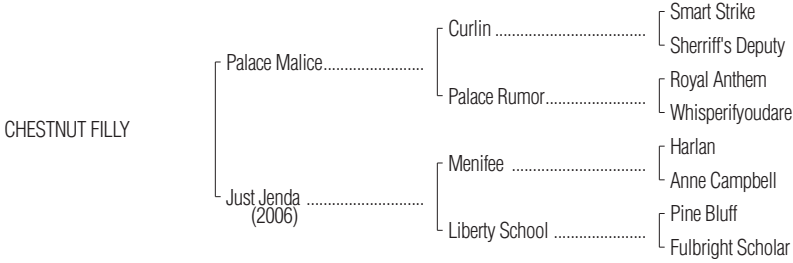 Smart Strike
Curlin ........................................
Sherriff's Deputy
Palace Malice..........................
Royal Anthem
Palace Rumor...........................
Whisperifyoudare
CHESTNUT FILLY
Harlan
Menifee ....................................
Anne Campbell
Just Jenda ..............................
(2006)
Pine Bluff
Liberty School ........................
Fulbright Scholar